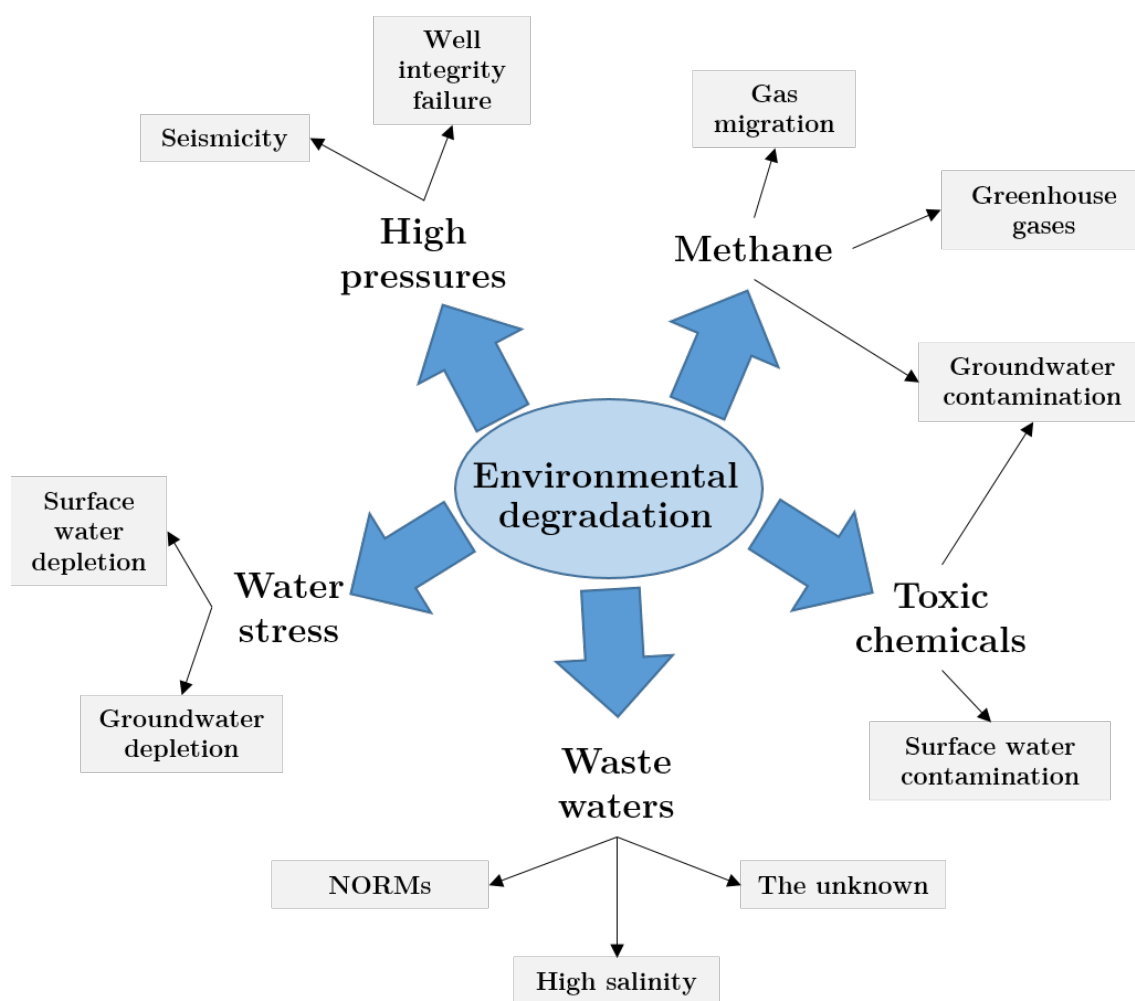 Well
integrity
failure
Seismicity
High
pressures
Gas
migration
Greenhouse
gases
Methane
Groundwater
contamination
Environmental
degradation
Surface
water
depletion
Water
stress
Groundwater
depletion
Toxic
chemicals
Surface water
contamination
Waste
waters
NORMs
The unknown
High salinity